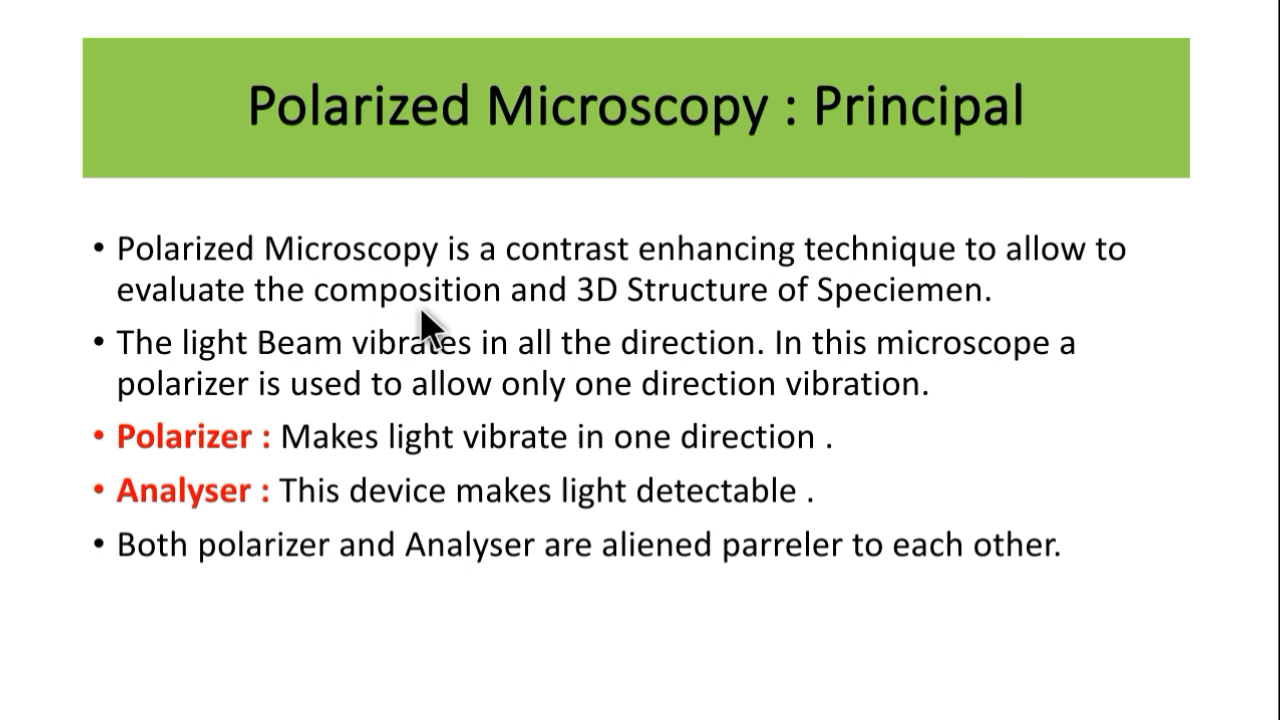 Polarized Microscopy : Principal
• Polarized Microscopy is a contrast enhancing technique to allow to
evaluate the composition and 3D Structure of Speciemen.
• The light Beam vibrates in all the direction. In this microscope a
polarizer is used to allow only one direction vibration.
• Polarizer : Makes light vibrate in one direction .
• Analyser : This device makes light detectable .
• Both polarizer and Analyser are aliened parreler to each other.